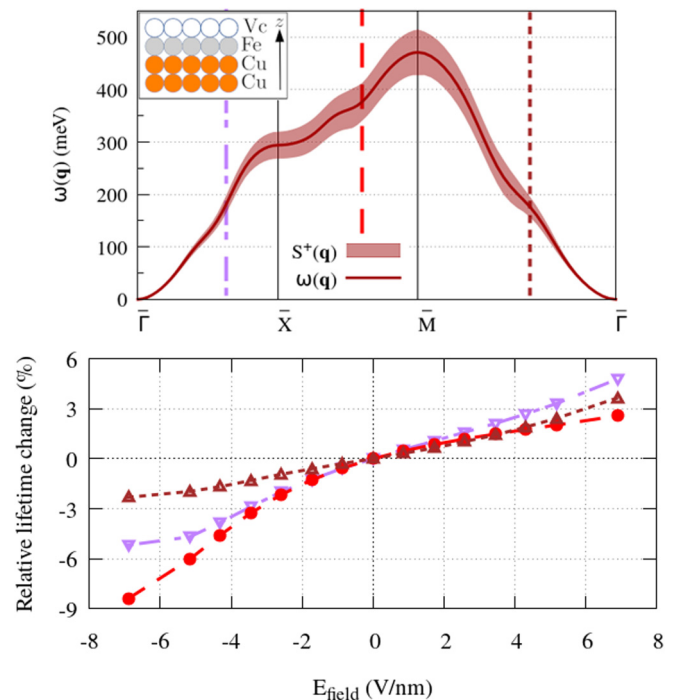 500
400
300
200
100
0
ω(q) (meV)
Vc
Fe
Cu
Cu
z
S⁺(q)
ω(q)
Γ̄
X̄
M̄
Γ̄
6
3
0
-3
-6
-9
Relative lifetime change (%)
-8 -6 -4 -2 0 2 4 6 8
E_field (V/nm)